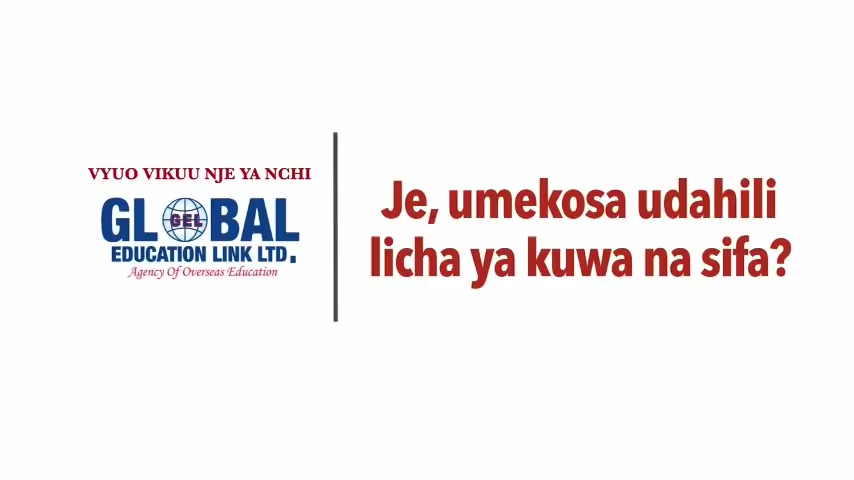 VYUO VIKUU NJE YA NCHI
GLOBAL
GEL
EDUCATION LINK LTD.
Agency Of Overseas Education
Je, umekosa udahili
licha ya kuwa na sifa?